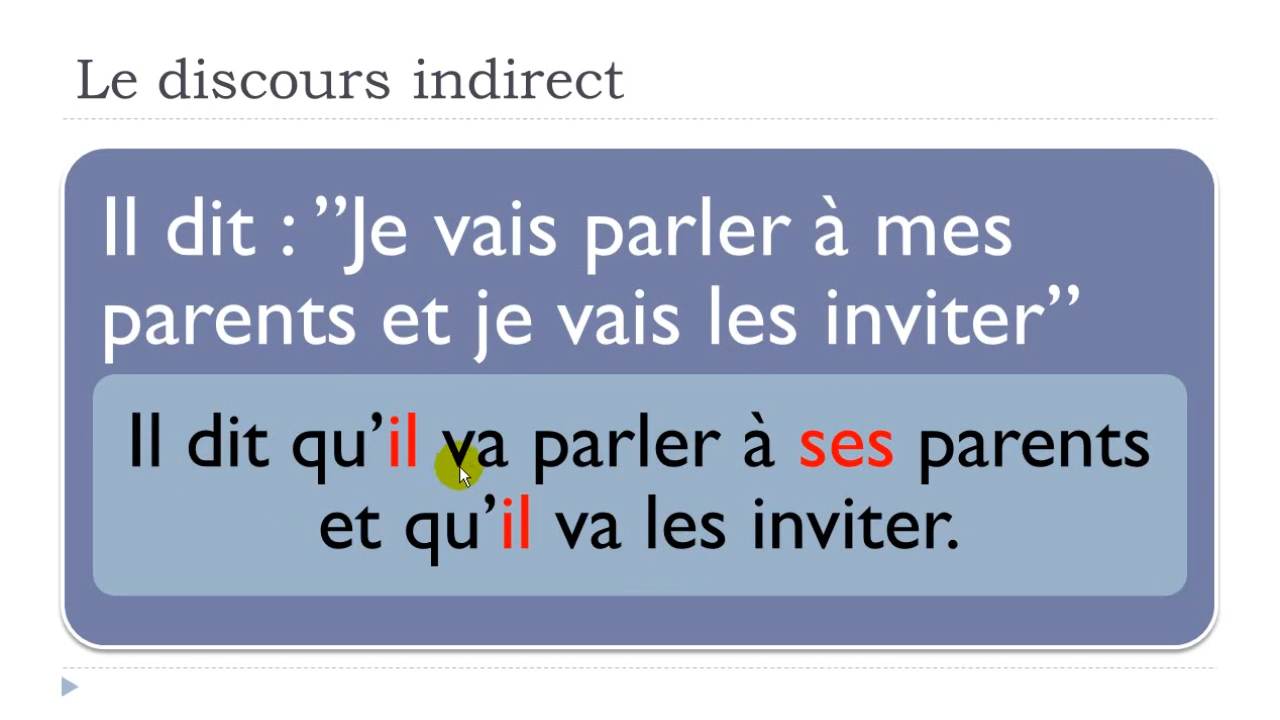 Le discours indirect
Il dit : ”Je vais parler à mes
parents et je vais les inviter”
Il dit qu’il va parler à ses parents
et qu’il va les inviter.